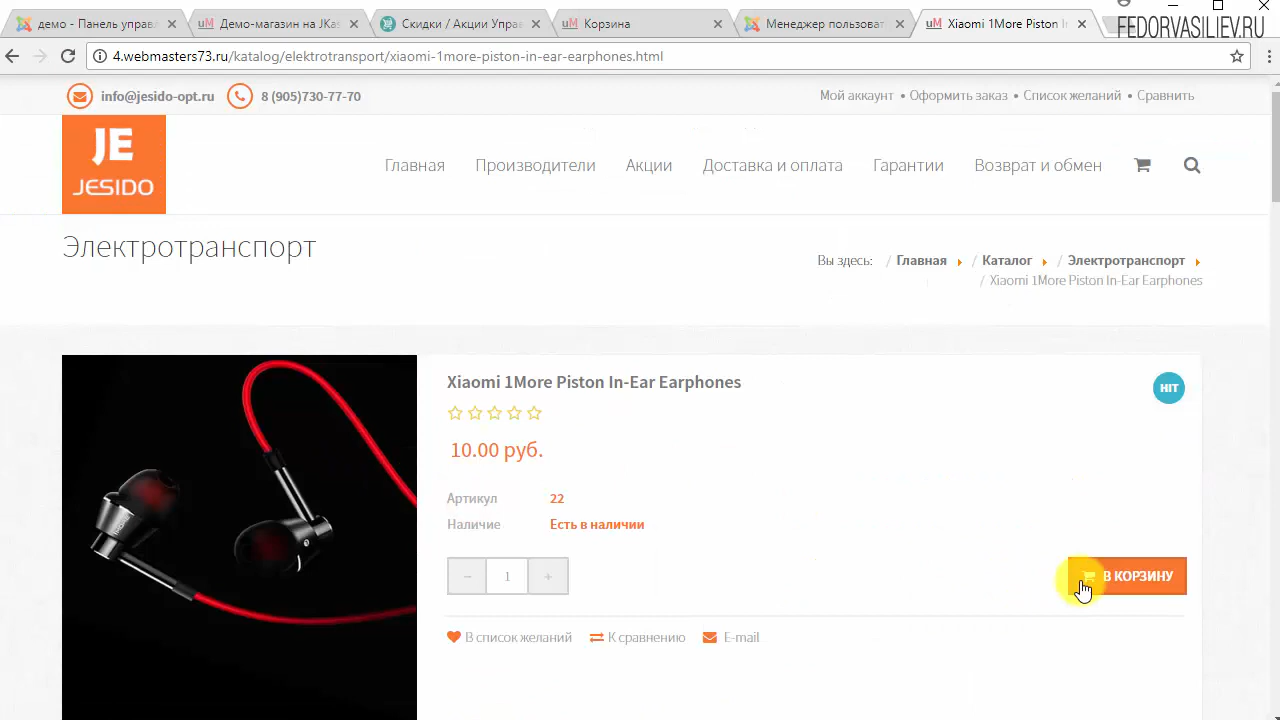 демо - Панель управл
Демо-магазин на JKas
Скидки / Акции Управ
Корзина
Менеджер пользоват
Xiaomi 1More Piston In
FEDORVASILIEV.RU
4.webmasters73.ru/katalog/elektrotransport/xiaomi-1more-piston-in-ear-earphones.html
info@jesido-opt.ru 8 (905)730-77-70
Мой аккаунт • Оформить заказ • Список желаний • Сравнить
JE
JESIDO
Главная Производители Акции Доставка и оплата Гарантии Возврат и обмен
Электротранспорт
Вы здесь: / Главная / Каталог / Электротранспорт
/ Xiaomi 1More Piston In-Ear Earphones
Xiaomi 1More Piston In-Ear Earphones
HIT
10.00 руб.
Артикул 22
Наличие Есть в наличии
− 1 +
В КОРЗИНУ
В список желаний К сравнению E-mail